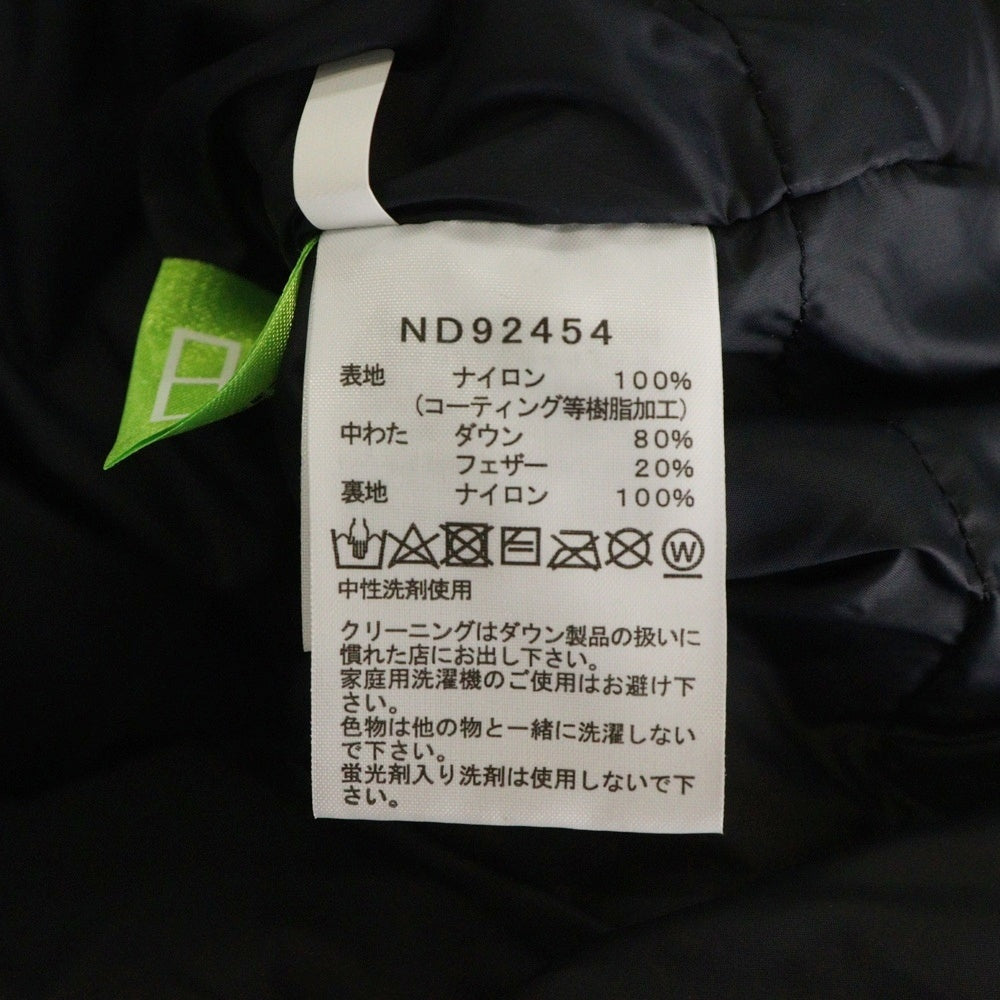 ND92454
表地 ナイロン 100%
(コーティング等樹脂加工)
中わた ダウン 80%
フェザー 20%
裏地 ナイロン 100%
W
中性洗剤使用
クリーニングはダウン製品の扱いに
慣れた店にお出し下さい。
家庭用洗濯機のご使用はお避け下
さい。
色物は他の物と一緒に洗濯しない
で下さい。
蛍光剤入り洗剤は使用しないで下
さい。